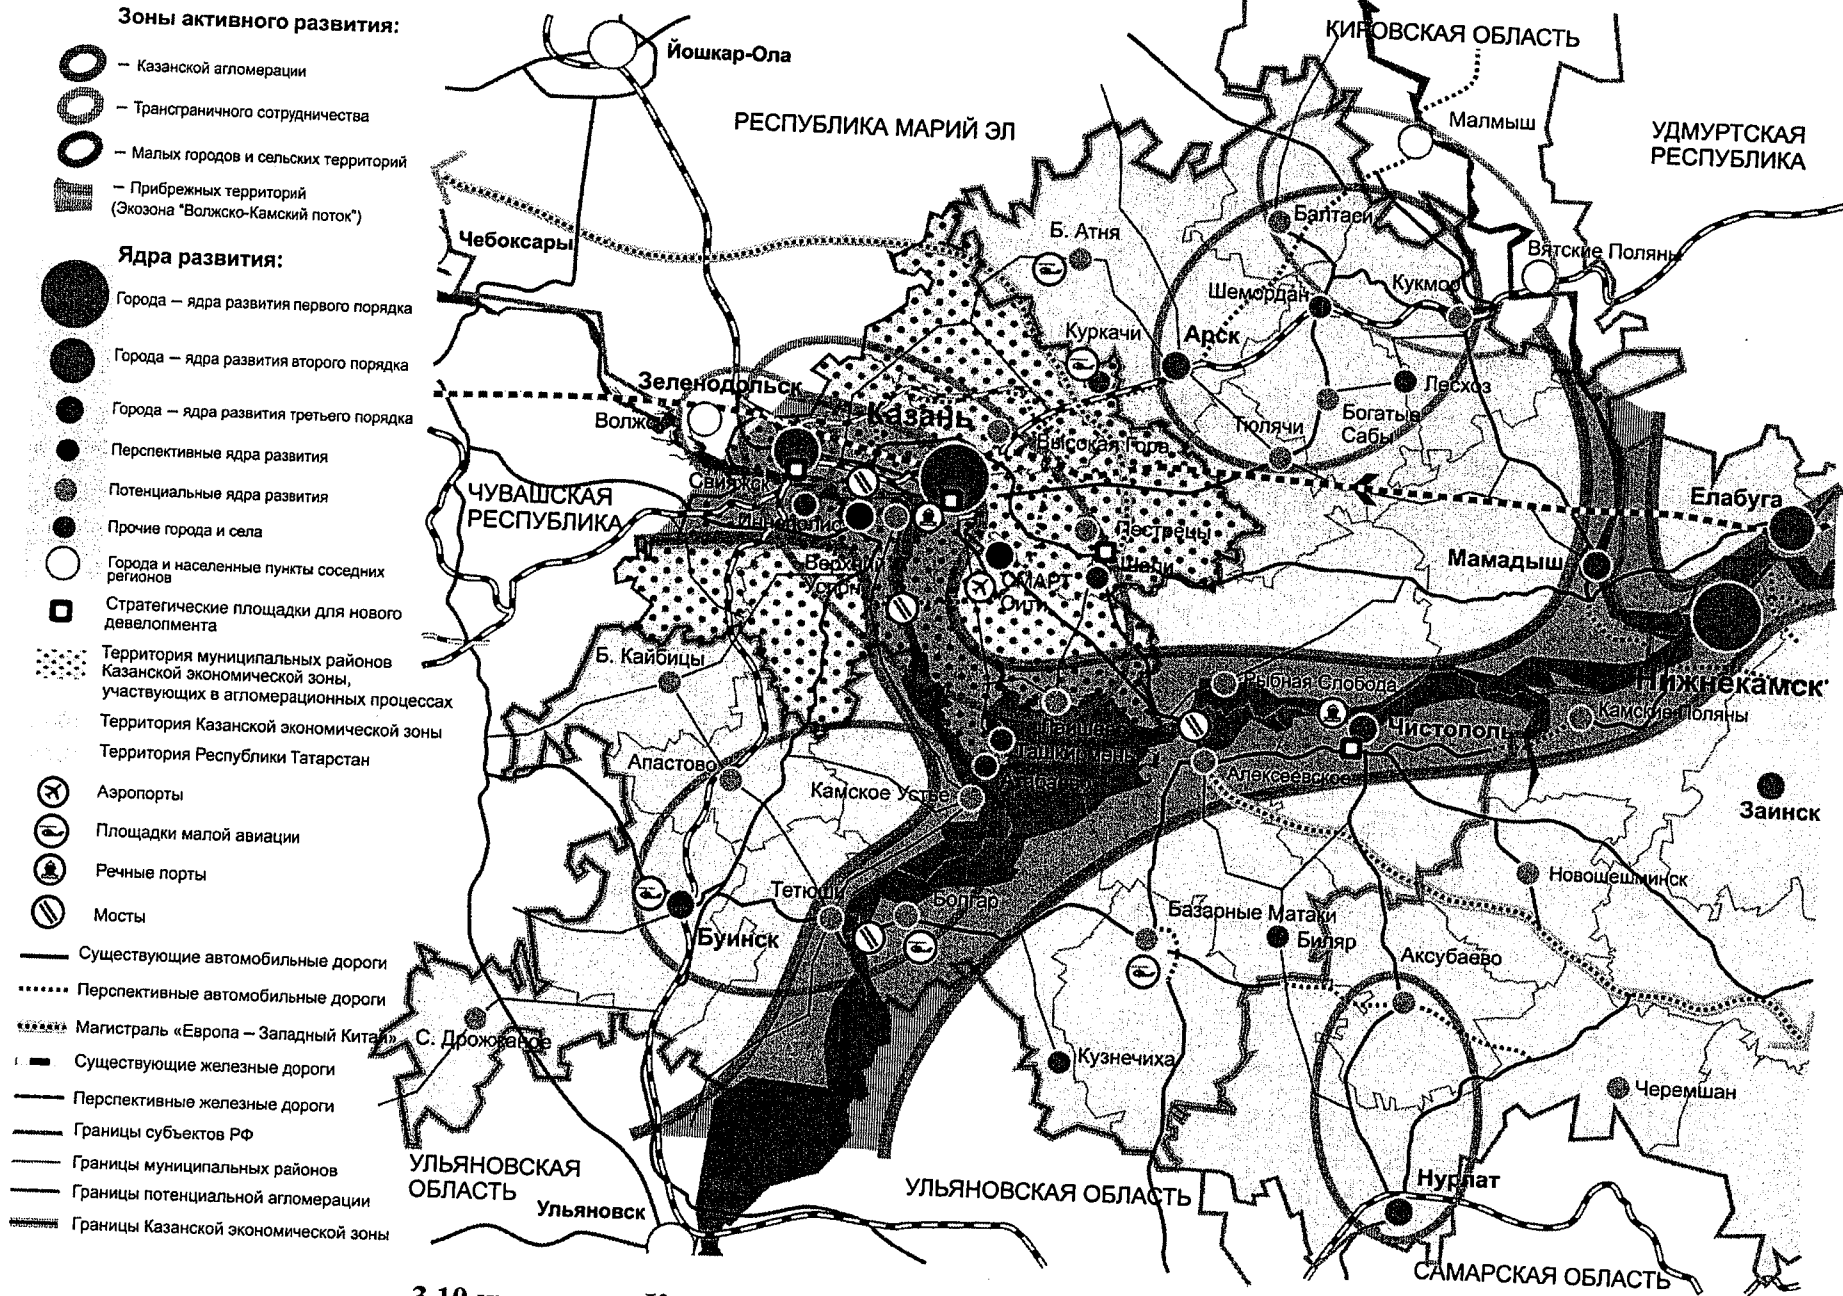 Зоны активного развития:
– Казанской агломерации
– Трансграничного сотрудничества
– Малых городов и сельских территорий
– Прибрежных территорий
(Экозона "Волжско-Камский поток")
Ядра развития:
Города – ядра развития первого порядка
Города – ядра развития второго порядка
Города – ядра развития третьего порядка
Перспективные ядра развития
Потенциальные ядра развития
Прочие города и села
Города и населенные пункты соседних
регионов
Стратегические площадки для нового
девелопмента
Территория муниципальных районов
Казанской экономической зоны,
участвующих в агломерационных процессах
Территория Казанской экономической зоны
Территория Республики Татарстан
Аэропорты
Площадки малой авиации
Речные порты
Мосты
Существующие автомобильные дороги
Перспективные автомобильные дороги
Магистраль «Европа – Западный Китай»
Существующие железные дороги
Перспективные железные дороги
Границы субъектов РФ
Границы муниципальных районов
Границы потенциальной агломерации
Границы Казанской экономической зоны
Йошкар-Ола
КИРОВСКАЯ ОБЛАСТЬ
РЕСПУБЛИКА МАРИЙ ЭЛ
Малмыш
УДМУРТСКАЯ
РЕСПУБЛИКА
Чебоксары
Б. Атня
Балтаси
Вятские Поляны
Шемордан
Кукмор
Куркачи
Арск
Зеленодольск
Лесхоз
Казань
Богатые
Сабы
Тюлячи
Высокая Гора
Свияжск
ЧУВАШСКАЯ
РЕСПУБЛИКА
Иннополис
Пестрецы
Елабуга
Верхний
Услон
Шали
СМАРТ
Сити
Мамадыш
Б. Кайбицы
Рыбная Слобода
Нижнекамск
Камские Поляны
Чистополь
Лаишево
Ташкирмень
Апастово
Камское Устье
Алексеевское
Заинск
Тетюши
Болгар
Новошешминск
Базарные Матаки
Буинск
Биляр
Аксубаево
С. Дрожжаное
Кузнечиха
Черемшан
УЛЬЯНОВСКАЯ
ОБЛАСТЬ
УЛЬЯНОВСКАЯ ОБЛАСТЬ
Нурлат
Ульяновск
САМАРСКАЯ ОБЛАСТЬ